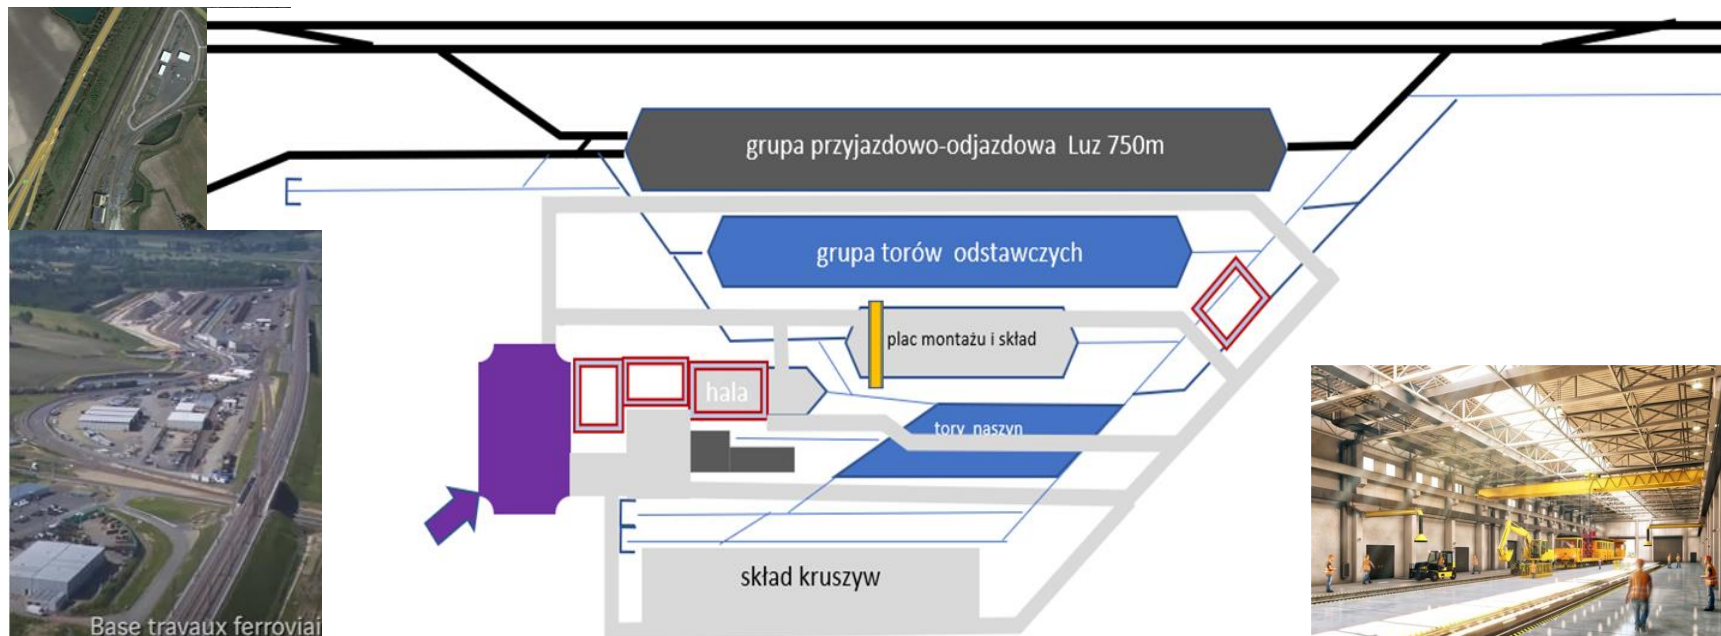 grupa przyjazdowo-odjazdowa Luz 750m
grupa torów odstawczych
plac montażu i skład
hala
tory naszyn
skład kruszyw
Base travaux ferroviai